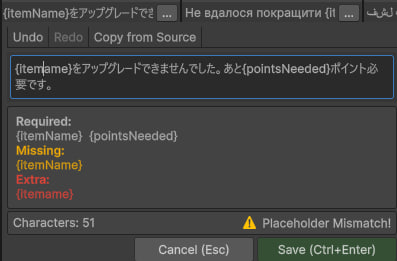 {itemName}をアップグレードでき ... Не вдалося покращити {it ...
Undo Redo Copy from Source
{itemame}をアップグレードできませんでした。あと{pointsNeeded}ポイント必
要です。
Required:
{itemName} {pointsNeeded}
Missing:
{itemName}
Extra:
{itemame}
Characters: 51 ⚠ Placeholder Mismatch!
Cancel (Esc) Save (Ctrl+Enter)